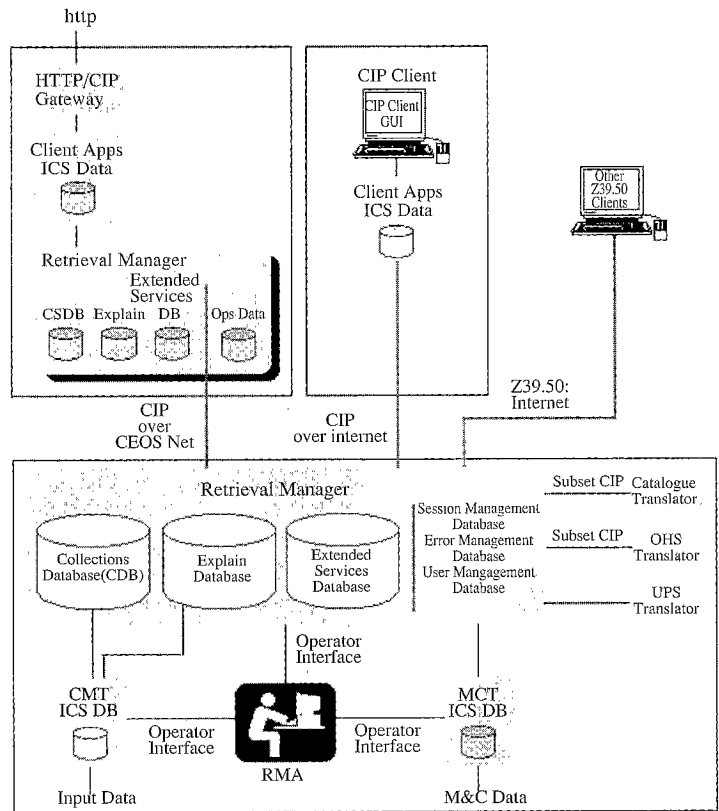 http
HTTP/CIP
Gateway
Client Apps
ICS Data
Retrieval Manager
Extended
Services
CSDB Explain DB Ops Data
CIP
over
CEOS Net
CIP Client
CIP Client
GUI
Client Apps
ICS Data
CIP
over internet
Other
Z39.50
Clients
Z39.50:
Internet
Retrieval Manager
Collections
Database(CDB)
Explain
Database
Extended
Services
Database
Session Management
Database
Error Management
Database
User Mangagement
Database
Subset CIP
Catalogue
Translator
Subset CIP
OHS
Translator
UPS
Translator
Operator
Interface
CMT
ICS DB
Operator
Interface
RMA
Operator
Interface
MCT
ICS DB
Input Data
M&C Data